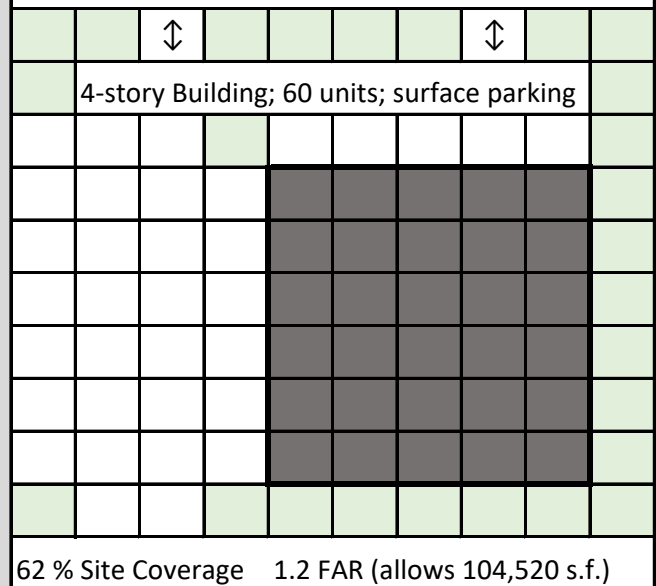 ↕ ↕
4-story Building; 60 units; surface parking
62 % Site Coverage 1.2 FAR (allows 104,520 s.f.)